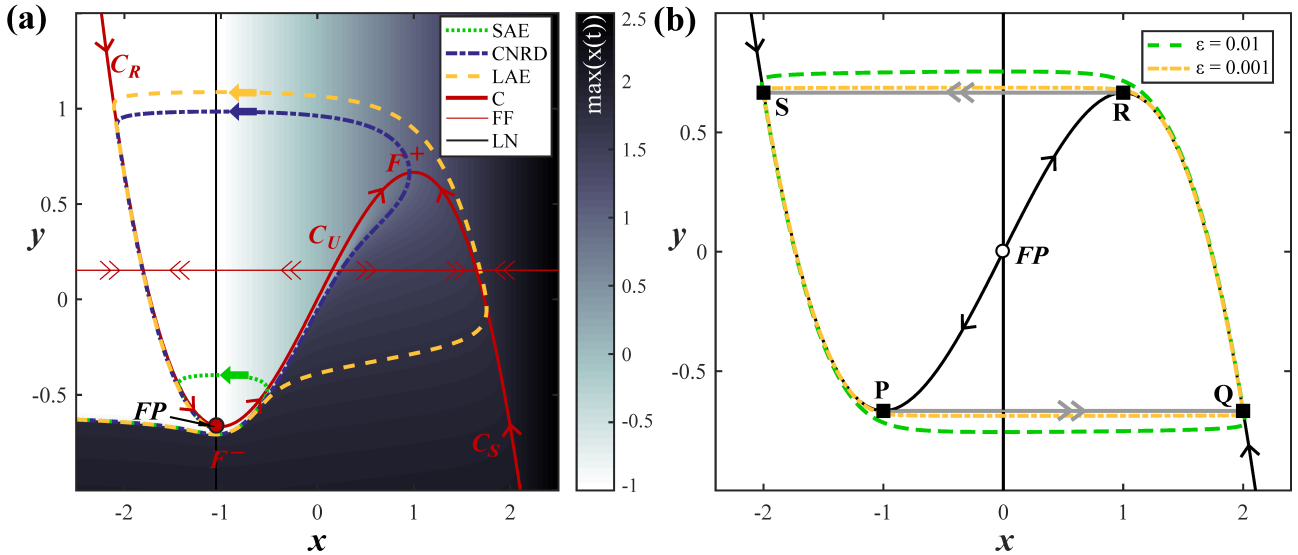 (a)
SAE
CNRD
LAE
C
FF
LN
C_R
F^+
C_U
FP
F^−
C_S
y
1
0.5
0
-0.5
-2
-1
0
1
2
x
max(x(t))
2.5
2
1.5
1
0.5
0
-0.5
-1
(b)
ε = 0.01
ε = 0.001
S
R
FP
P
Q
y
0.5
0
-0.5
-2
-1
0
1
2
x